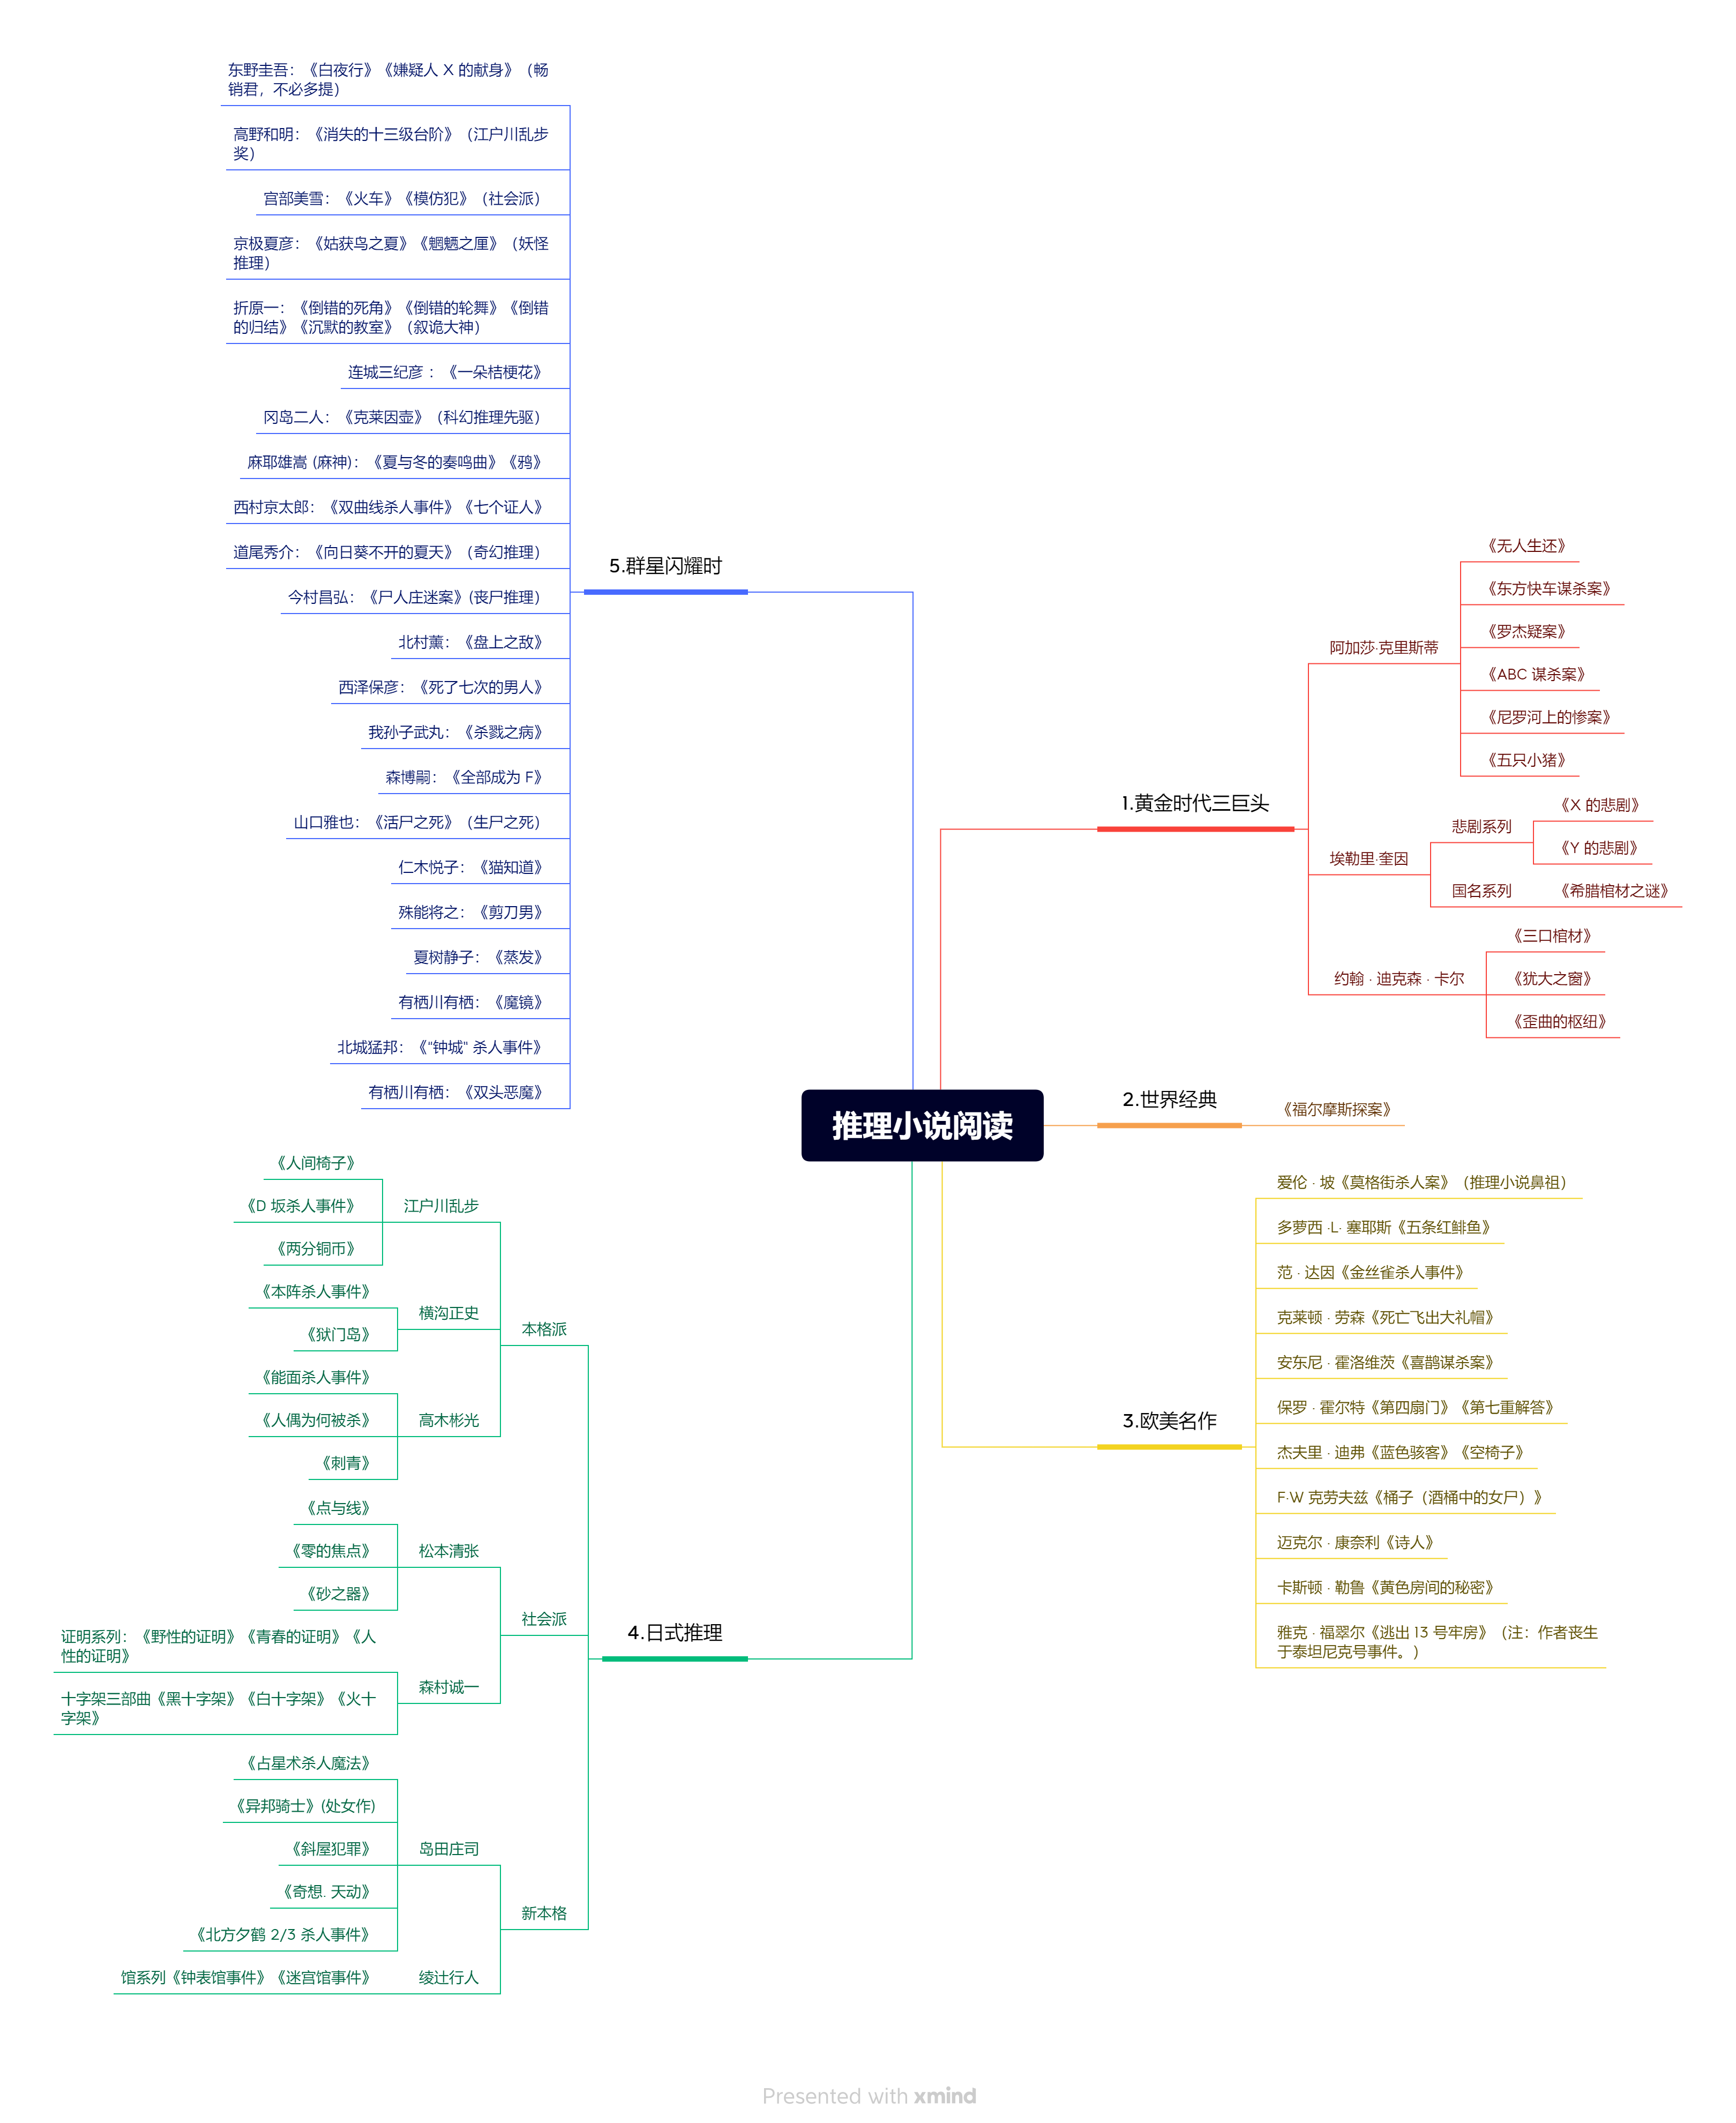 推理小说阅读
1.黄金时代三巨头
阿加莎·克里斯蒂
《无人生还》
《东方快车谋杀案》
《罗杰疑案》
《ABC 谋杀案》
《尼罗河上的惨案》
《五只小猪》
埃勒里·奎因
悲剧系列
《X 的悲剧》
《Y 的悲剧》
国名系列
《希腊棺材之谜》
约翰 · 迪克森 · 卡尔
《三口棺材》
《犹大之窗》
《歪曲的枢纽》
2.世界经典
《福尔摩斯探案》
3.欧美名作
爱伦 · 坡《莫格街杀人案》（推理小说鼻祖）
多萝西 ·L· 塞耶斯《五条红鲱鱼》
范 · 达因《金丝雀杀人事件》
克莱顿 · 劳森《死亡飞出大礼帽》
安东尼 · 霍洛维茨《喜鹊谋杀案》
保罗 · 霍尔特《第四扇门》《第七重解答》
杰夫里 · 迪弗《蓝色骇客》《空椅子》
F·W 克劳夫兹《桶子（酒桶中的女尸）》
迈克尔 · 康奈利《诗人》
卡斯顿 · 勒鲁《黄色房间的秘密》
雅克 · 福翠尔《逃出 13 号牢房》（注：作者丧生
于泰坦尼克号事件。)
4.日式推理
本格派
江户川乱步
《人间椅子》
《D 坂杀人事件》
《两分铜币》
横沟正史
《本阵杀人事件》
《狱门岛》
高木彬光
《能面杀人事件》
《人偶为何被杀》
《刺青》
社会派
松本清张
《点与线》
《零的焦点》
《砂之器》
森村诚一
证明系列：《野性的证明》《青春的证明》《人
性的证明》
十字架三部曲《黑十字架》《白十字架》《火十
字架》
新本格
岛田庄司
《占星术杀人魔法》
《异邦骑士》(处女作)
《斜屋犯罪》
《奇想. 天动》
《北方夕鹤 2/3 杀人事件》
绫辻行人
馆系列《钟表馆事件》《迷宫馆事件》
5.群星闪耀时
东野圭吾：《白夜行》《嫌疑人 X 的献身》（畅
销君，不必多提）
高野和明：《消失的十三级台阶》（江户川乱步
奖）
宫部美雪：《火车》《模仿犯》（社会派）
京极夏彦：《姑获鸟之夏》《魍魉之匣》（妖怪
推理）
折原一：《倒错的死角》《倒错的轮舞》《倒错
的归结》《沉默的教室》（叙诡大神）
连城三纪彦 ：《一朵桔梗花》
冈岛二人：《克莱因壶》（科幻推理先驱）
麻耶雄嵩 (麻神)：《夏与冬的奏鸣曲》《鸦》
西村京太郎：《双曲线杀人事件》《七个证人》
道尾秀介：《向日葵不开的夏天》（奇幻推理）
今村昌弘：《尸人庄迷案》(丧尸推理）
北村薰：《盘上之敌》
西泽保彦：《死了七次的男人》
我孙子武丸：《杀戮之病》
森博嗣：《全部成为 F》
山口雅也：《活尸之死》（生尸之死）
仁木悦子：《猫知道》
殊能将之：《剪刀男》
夏树静子：《蒸发》
有栖川有栖：《魔镜》
北城猛邦：《"钟城" 杀人事件》
有栖川有栖：《双头恶魔》
Presented with xmind